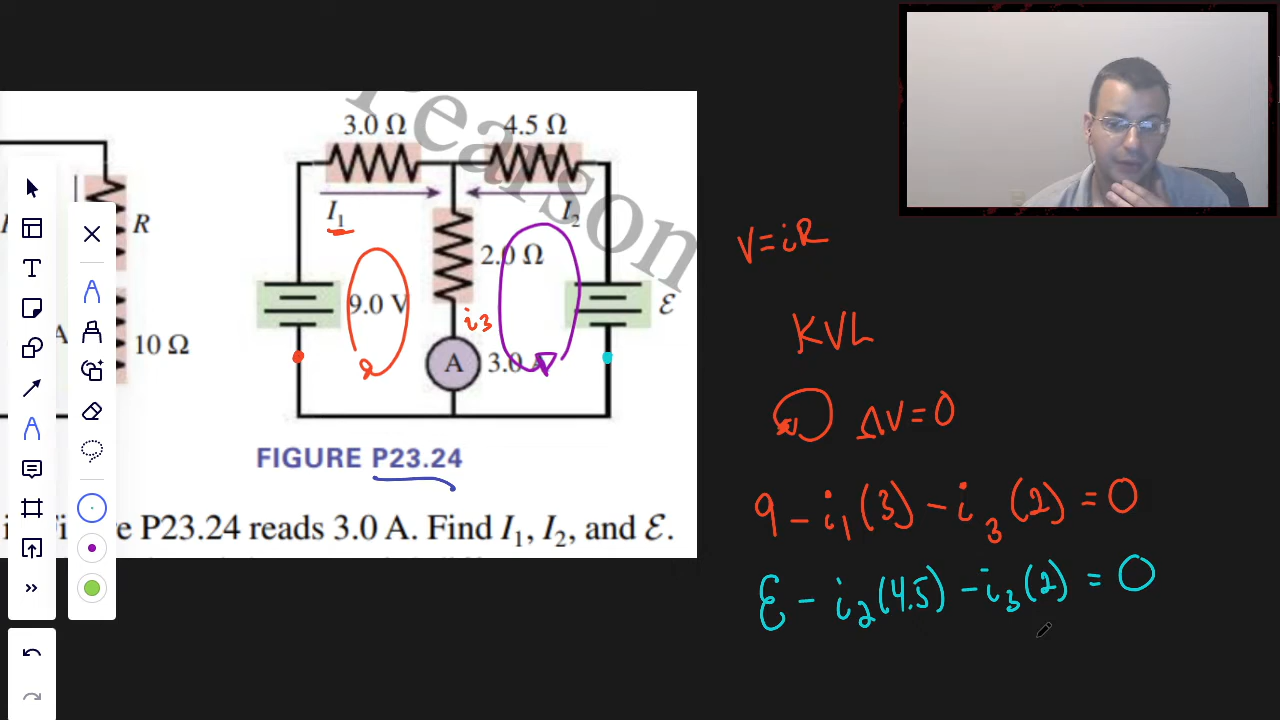 Pearson
3.0 Ω
4.5 Ω
I₁
I₂
R
2.0 Ω
9.0 V
ℰ
i₃
A
10 Ω
A
3.0
FIGURE P23.24
P23.24 reads 3.0 A. Find I₁, I₂, and ℰ.
T
V=iR
KVL
ΔV=0
9 - i₁(3) - i₃(2) = 0
ℰ - i₂(4.5) - i₃(2) = 0